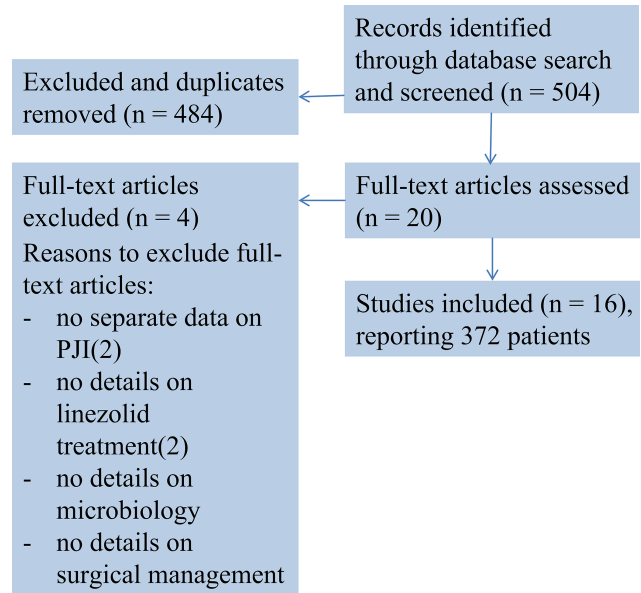 Records identified
through database search
and screened (n = 504)
Excluded and duplicates
removed (n = 484)
Full-text articles assessed
(n = 20)
Full-text articles
excluded (n = 4)
Reasons to exclude full-
text articles:
- no separate data on
PJI(2)
- no details on
linezolid
treatment(2)
- no details on
microbiology
- no details on
surgical management
Studies included (n = 16),
reporting 372 patients